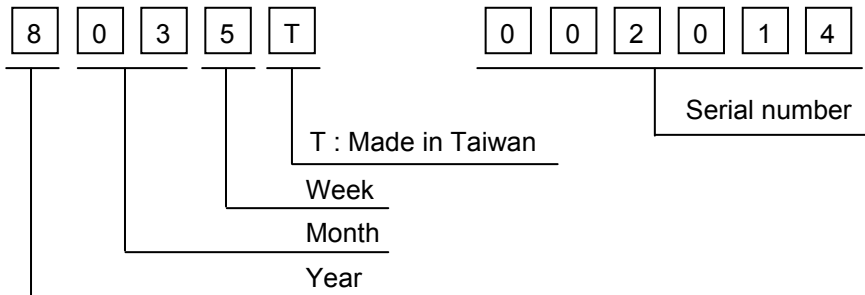 8 0 3 5 T 0 0 2 0 1 4
Serial number
T : Made in Taiwan
Week
Month
Year